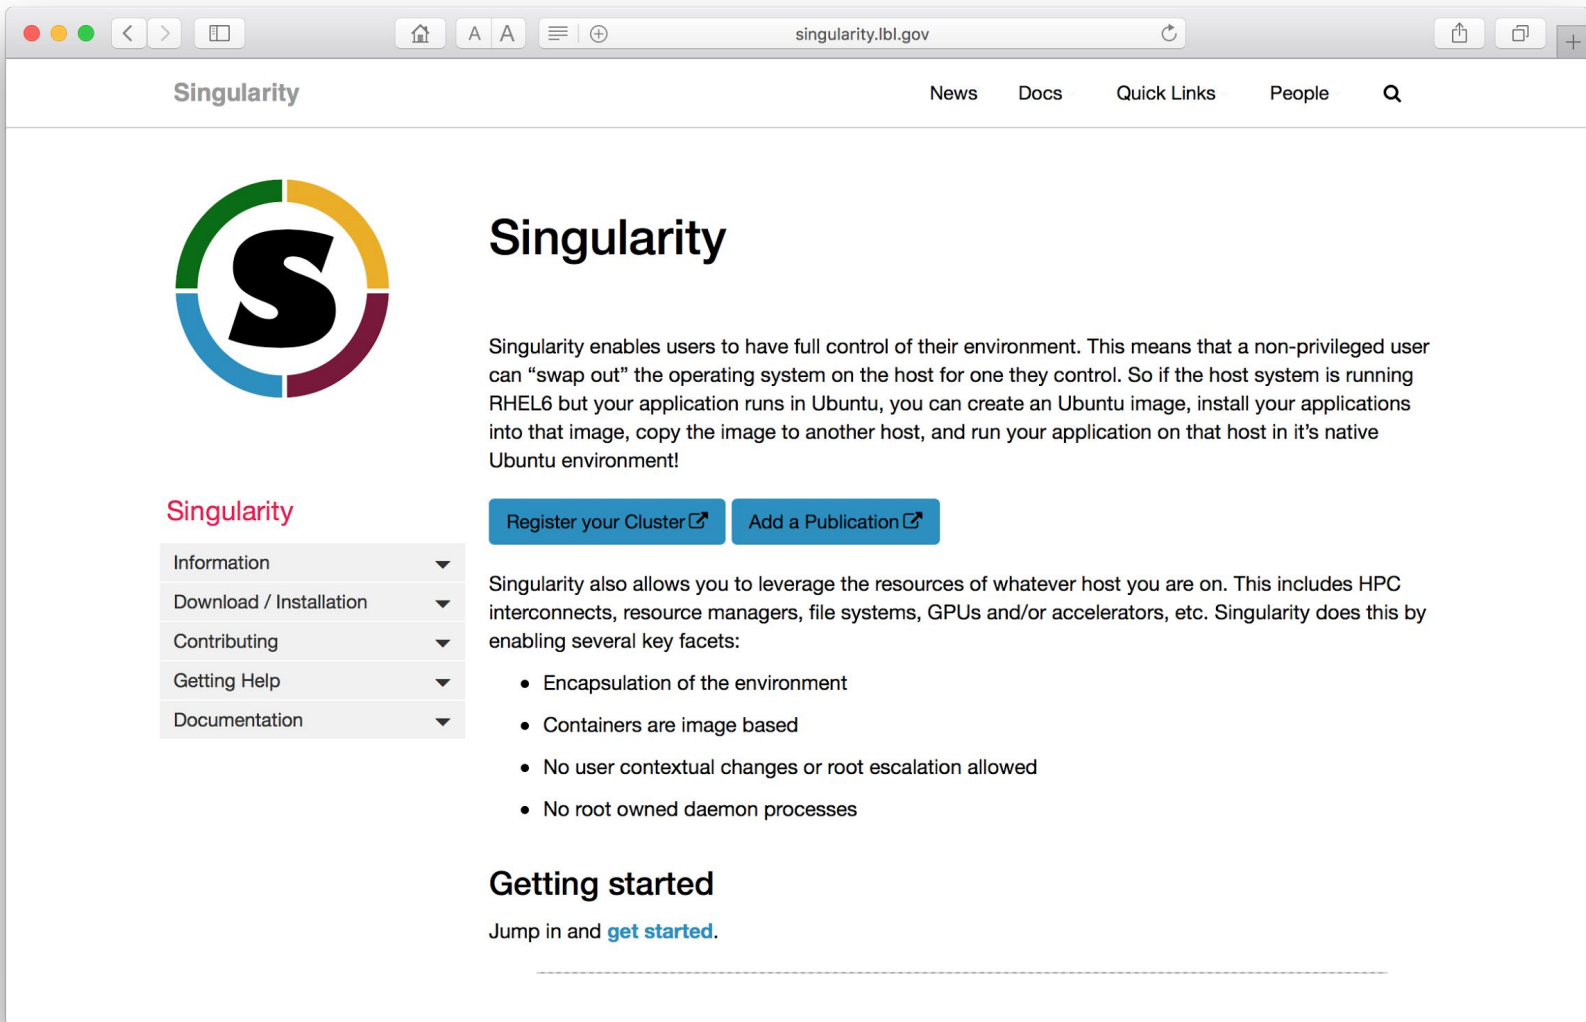 A A singularity.lbl.gov
Singularity News Docs Quick Links People
S
Singularity
Singularity enables users to have full control of their environment. This means that a non-privileged user
can “swap out” the operating system on the host for one they control. So if the host system is running
RHEL6 but your application runs in Ubuntu, you can create an Ubuntu image, install your applications
into that image, copy the image to another host, and run your application on that host in it’s native
Ubuntu environment!
Register your Cluster Add a Publication
Singularity also allows you to leverage the resources of whatever host you are on. This includes HPC
interconnects, resource managers, file systems, GPUs and/or accelerators, etc. Singularity does this by
enabling several key facets:
• Encapsulation of the environment
• Containers are image based
• No user contextual changes or root escalation allowed
• No root owned daemon processes
Getting started
Jump in and get started.
Singularity
Information
Download / Installation
Contributing
Getting Help
Documentation